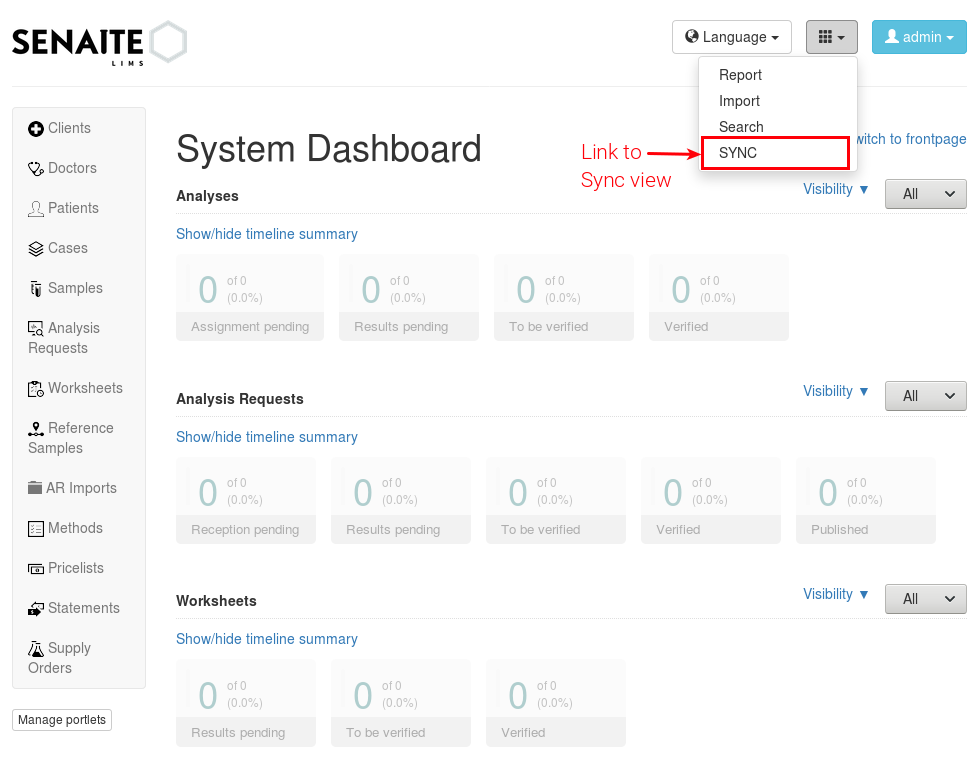 SENAITE
LIMS
Language
admin
Report
Import
Search
SYNC
Link to
Sync view
witch to frontpage
Clients
Doctors
Patients
Cases
Samples
Analysis
Requests
Worksheets
Reference
Samples
AR Imports
Methods
Pricelists
Statements
Supply
Orders
Manage portlets
System Dashboard
Analyses
Visibility ▼ All
Show/hide timeline summary
0 of 0 (0.0%) Assignment pending
0 of 0 (0.0%) Results pending
0 of 0 (0.0%) To be verified
0 of 0 (0.0%) Verified
Analysis Requests
Visibility ▼ All
Show/hide timeline summary
0 of 0 (0.0%) Reception pending
0 of 0 (0.0%) Results pending
0 of 0 (0.0%) To be verified
0 of 0 (0.0%) Verified
0 of 0 (0.0%) Published
Worksheets
Visibility ▼ All
Show/hide timeline summary
0 of 0 (0.0%) Results pending
0 of 0 (0.0%) To be verified
0 of 0 (0.0%) Verified